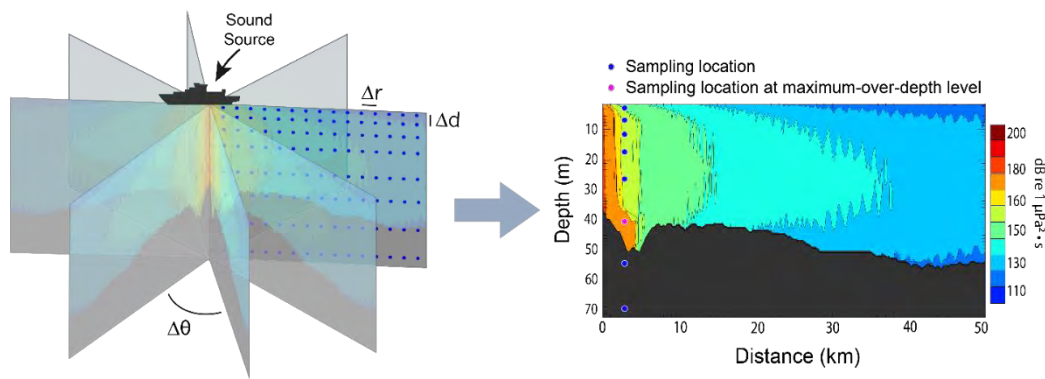 Sound
Source
Δr
Δd
Δθ
Sampling location
Sampling location at maximum-over-depth level
Depth (m)
10
20
30
40
50
60
70
0
10
20
30
40
50
Distance (km)
200
180
160
150
130
110
dB re 1 µPa²• s